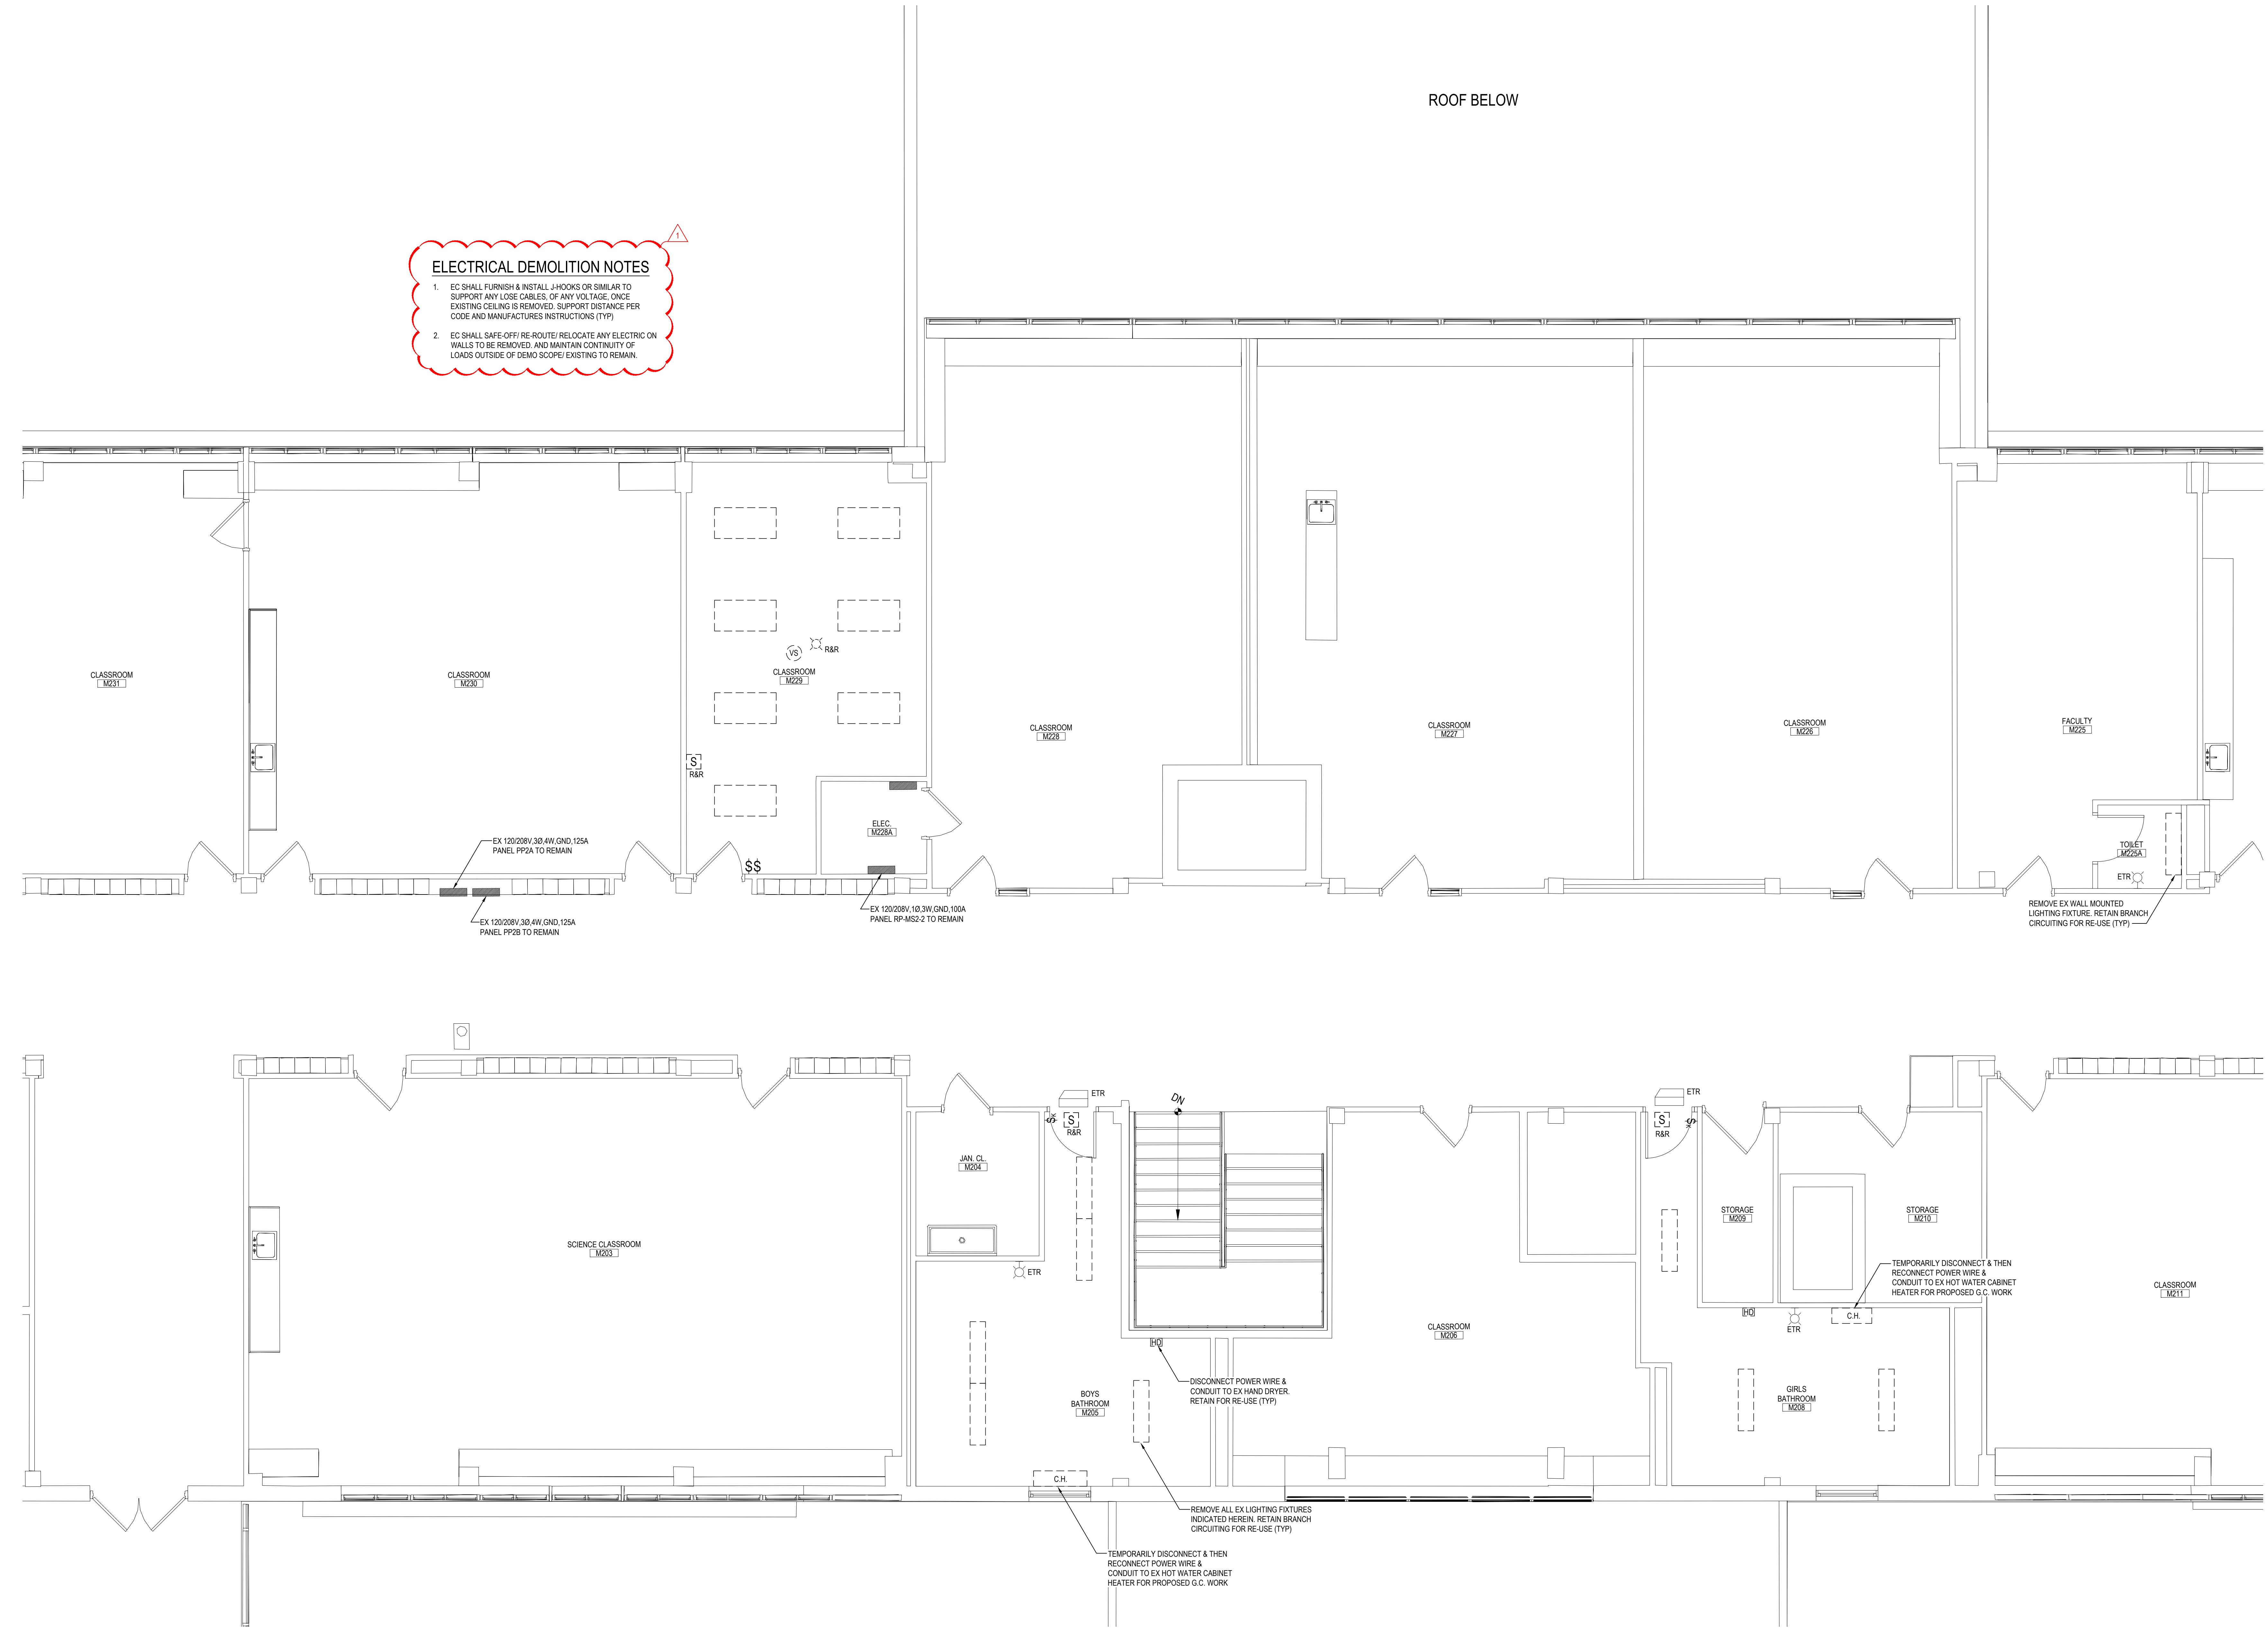 ROOF BELOW
1
ELECTRICAL DEMOLITION NOTES
1. EC SHALL FURNISH & INSTALL J-HOOKS OR SIMILAR TO
SUPPORT ANY LOSE CABLES, OF ANY VOLTAGE, ONCE
EXISTING CEILING IS REMOVED. SUPPORT DISTANCE PER
CODE AND MANUFACTURES INSTRUCTIONS (TYP)
2. EC SHALL SAFE-OFF/ RE-ROUTE/ RELOCATE ANY ELECTRIC ON
WALLS TO BE REMOVED. AND MAINTAIN CONTINUITY OF
LOADS OUTSIDE OF DEMO SCOPE/ EXISTING TO REMAIN.
CLASSROOM
M231
CLASSROOM
M230
VS
R&R
CLASSROOM
M229
S
R&R
$$
ELEC.
M228A
CLASSROOM
M228
CLASSROOM
M227
CLASSROOM
M226
FACULTY
M225
TOILET
M225A
ETR
EX 120/208V,3Ø,4W,GND,125A
PANEL PP2A TO REMAIN
EX 120/208V,3Ø,4W,GND,125A
PANEL PP2B TO REMAIN
EX 120/208V,1Ø,3W,GND,100A
PANEL RP-MS2-2 TO REMAIN
REMOVE EX WALL MOUNTED
LIGHTING FIXTURE. RETAIN BRANCH
CIRCUITING FOR RE-USE (TYP)
SCIENCE CLASSROOM
M203
JAN. CL.
M204
ETR
$K
S
R&R
ETR
DN
HD
DISCONNECT POWER WIRE &
CONDUIT TO EX HAND DRYER.
RETAIN FOR RE-USE (TYP)
BOYS
BATHROOM
M205
C.H.
REMOVE ALL EX LIGHTING FIXTURES
INDICATED HEREIN. RETAIN BRANCH
CIRCUITING FOR RE-USE (TYP)
TEMPORARILY DISCONNECT & THEN
RECONNECT POWER WIRE &
CONDUIT TO EX HOT WATER CABINET
HEATER FOR PROPOSED G.C. WORK
CLASSROOM
M206
ETR
S
R&R
$K
STORAGE
M209
STORAGE
M210
TEMPORARILY DISCONNECT & THEN
RECONNECT POWER WIRE &
CONDUIT TO EX HOT WATER CABINET
HEATER FOR PROPOSED G.C. WORK
HD
ETR
C.H.
GIRLS
BATHROOM
M208
CLASSROOM
M211